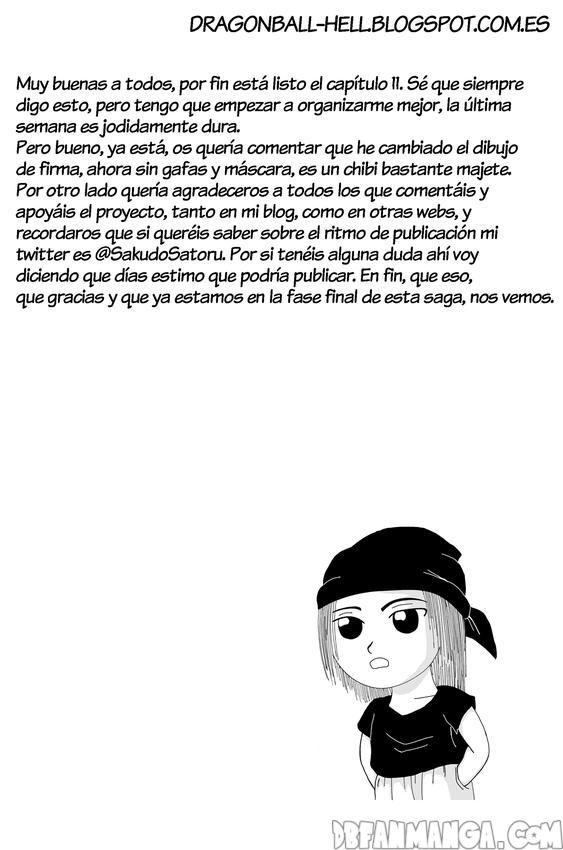 DRAGONBALL-HELL.BLOGSPOT.COM.ES
Muy buenas a todos, por fin está listo el capítulo 11. Sé que siempre
digo esto, pero tengo que empezar a organizarme mejor, la última
semana es jodidamente dura.
Pero bueno, ya está, os quería comentar que he cambiado el dibujo
de firma, ahora sin gafas y máscara, es un chibi bastante majete.
Por otro lado quería agradeceros a todos los que comentáis y
apoyáis el proyecto, tanto en mi blog, como en otras webs, y
recordaros que si queréis saber sobre el ritmo de publicación mi
twitter es @SakudoSatoru. Por si tenéis alguna duda ahí voy
diciendo que días estimo que podría publicar. En fin, que eso,
que gracias y que ya estamos en la fase final de esta saga, nos vemos.
DBFANMANGA.COM